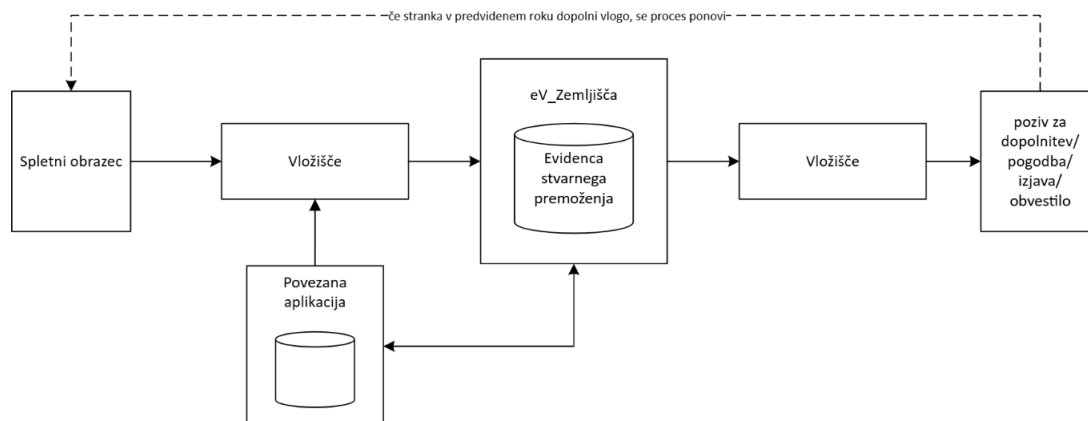 če stranka v predvidenem roku dopolni vlogo, se proces ponovi
Spletni obrazec
Vložišče
eV_Zemljišča
Evidenca
stvarnega
premoženja
Vložišče
poziv za
dopolnitev/
pogodba/
izjava/
obvestilo
Povezana
aplikacija